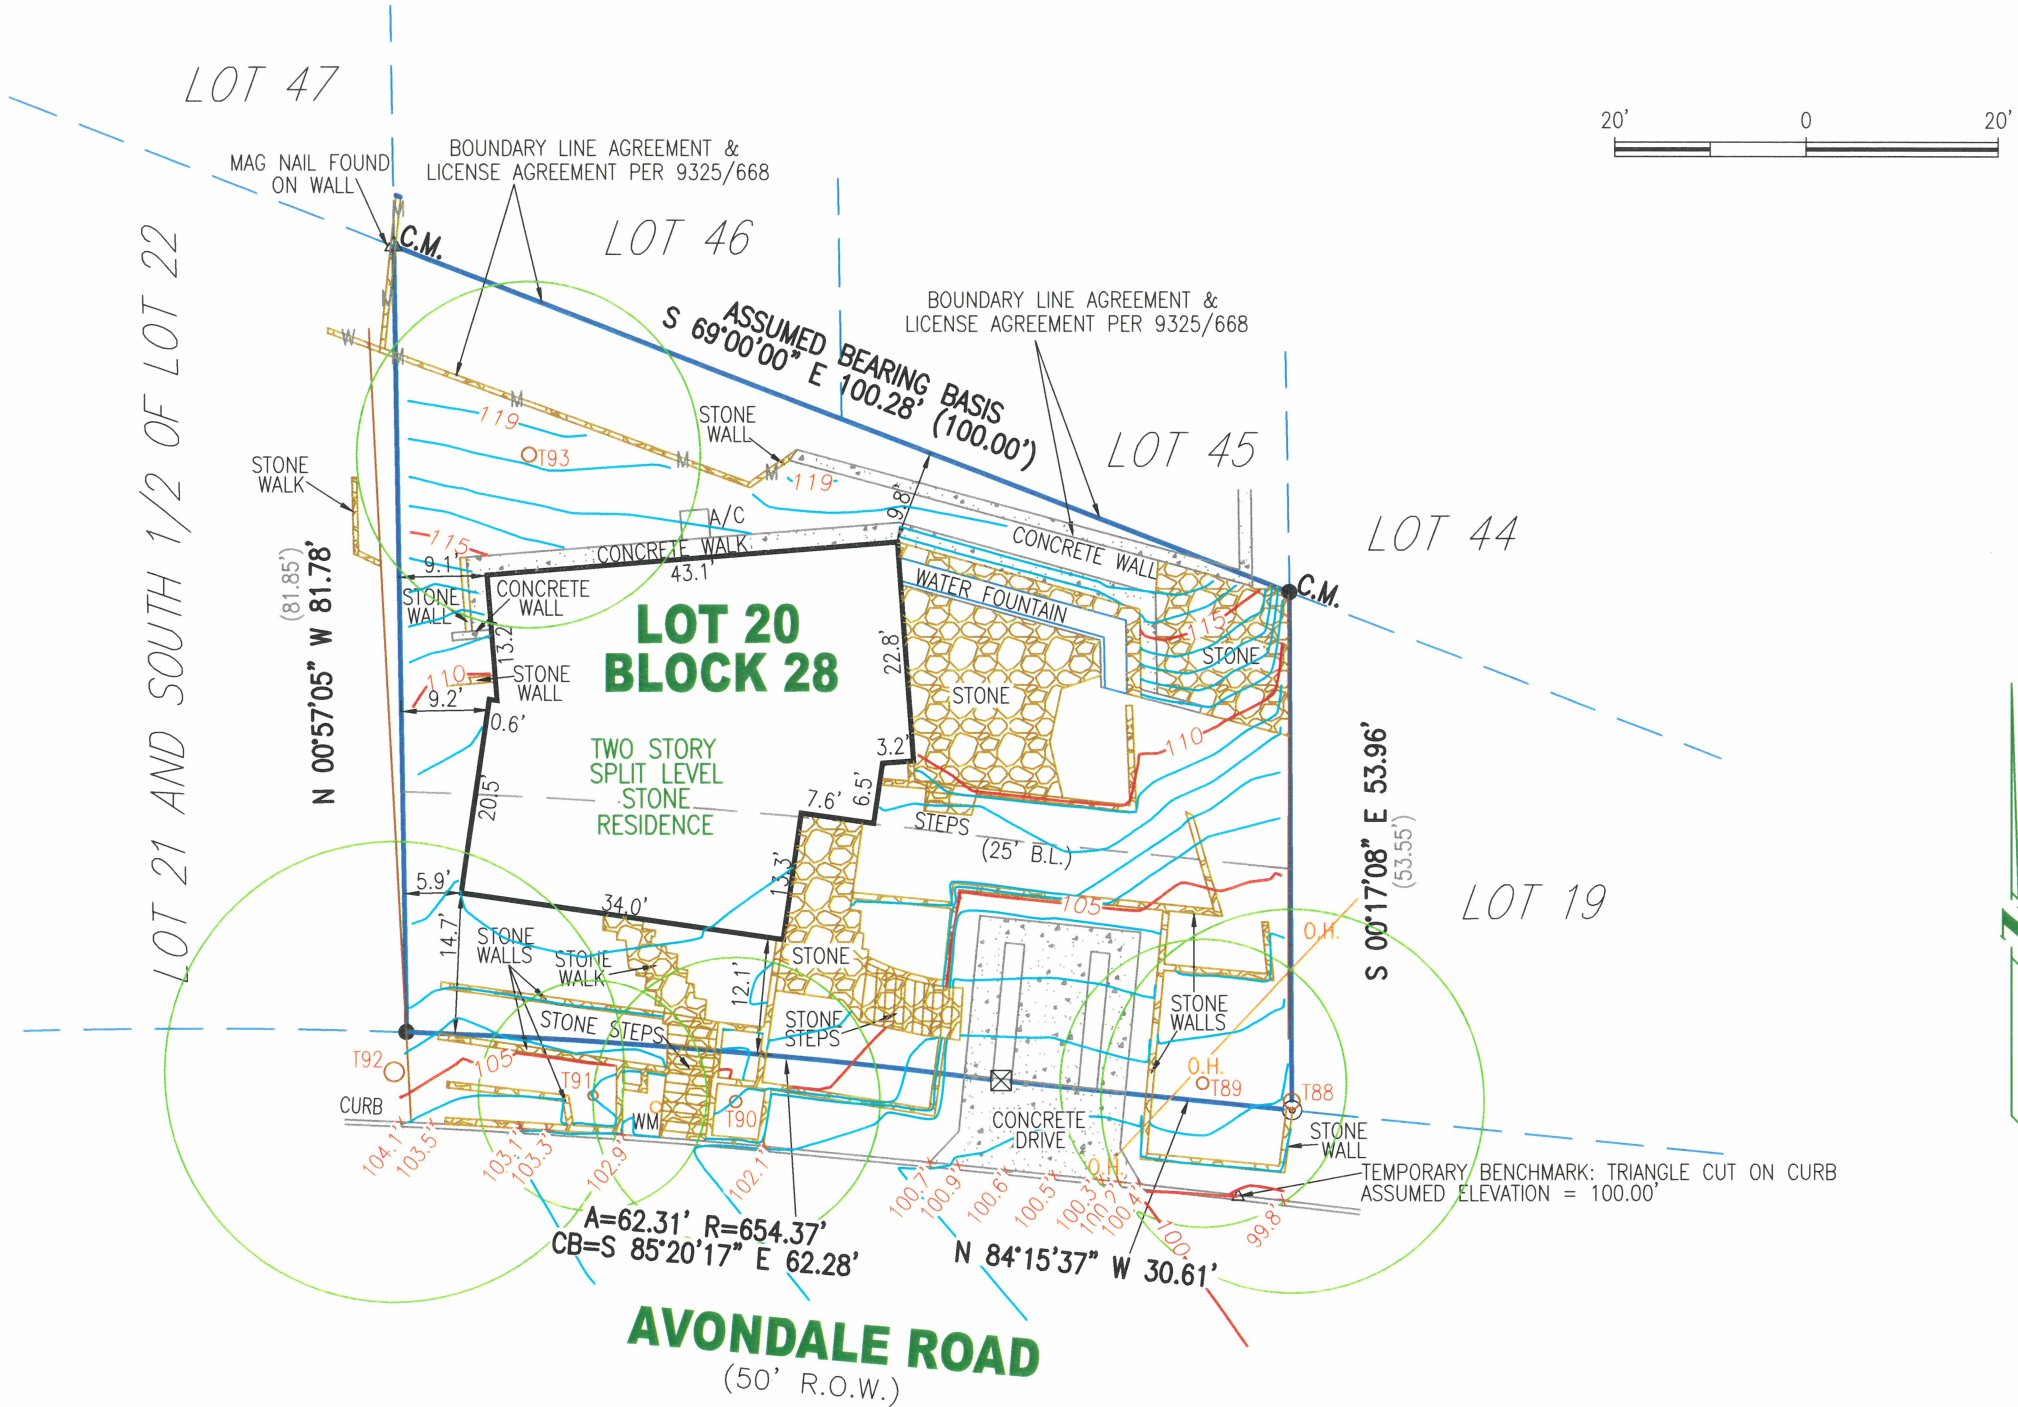 LOT 47
20'
0
20'
MAG NAIL FOUND
ON WALL
BOUNDARY LINE AGREEMENT &
LICENSE AGREEMENT PER 9325/668
C.M.
LOT 46
LOT 21 AND SOUTH 1/2 OF LOT 22
ASSUMED BEARING BASIS
S 69°00'00" E 100.28' (100.00')
BOUNDARY LINE AGREEMENT &
LICENSE AGREEMENT PER 9325/668
M
M
W
M
M
M
M
119
T93
STONE
WALL
119
LOT 45
STONE
WALK
9.8'
LOT 44
A/C
115
CONCRETE WALK
CONCRETE WALL
9.1'
43.1'
C.M.
STONE
WALL
CONCRETE
WALL
WATER FOUNTAIN
N 00°57'05" W 81.78'
(81.85')
13.2'
LOT 20
BLOCK 28
22.8'
115
STONE
110
STONE
WALL
STONE
9.2'
0.6'
TWO STORY
SPLIT LEVEL
STONE
RESIDENCE
3.2'
110
20.5'
7.6'
6.5'
STEPS
(25' B.L.)
S 00°17'08" E 53.96'
(53.55')
5.9'
13.3'
34.0'
105
LOT 19
14.7'
STONE
WALLS
STONE
WALK
STONE
12.1'
O.H.
STONE
WALLS
STONE STEPS
STONE
STEPS
T92
105
T91
O.H.
T89
T88
CURB
WM
T90
CONCRETE
DRIVE
STONE
WALL
O.H.
TEMPORARY BENCHMARK: TRIANGLE CUT ON CURB
ASSUMED ELEVATION = 100.00'
104.1'
103.5'
103.1'
103.3'
102.9'
102.1'
100.7'
100.9'
100.6'
100.5'
100.3'
100.2'
100.4'
100
99.8'
A=62.31' R=654.37'
CB=S 85°20'17" E 62.28'
N 84°15'37" W 30.61'
AVONDALE ROAD
(50' R.O.W.)